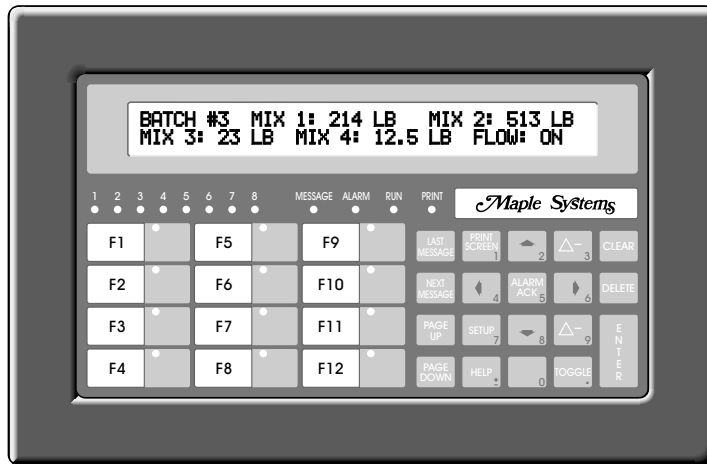 BATCH #3 MIX 1: 214 LB MIX 2: 513 LB
MIX 3: 23 LB MIX 4: 12.5 LB FLOW: ON
1 2 3 4 5 6 7 8 MESSAGE ALARM RUN PRINT
Maple Systems
F1 F5 F9
LAST MESSAGE
PRINT SCREEN 1
2
△− 3
CLEAR
F2 F6 F10
NEXT MESSAGE
4
ALARM ACK 5
6
DELETE
F3 F7 F11
PAGE UP
SETUP 7
8
△− 9
ENTER
F4 F8 F12
PAGE DOWN
HELP ±
0
TOGGLE .